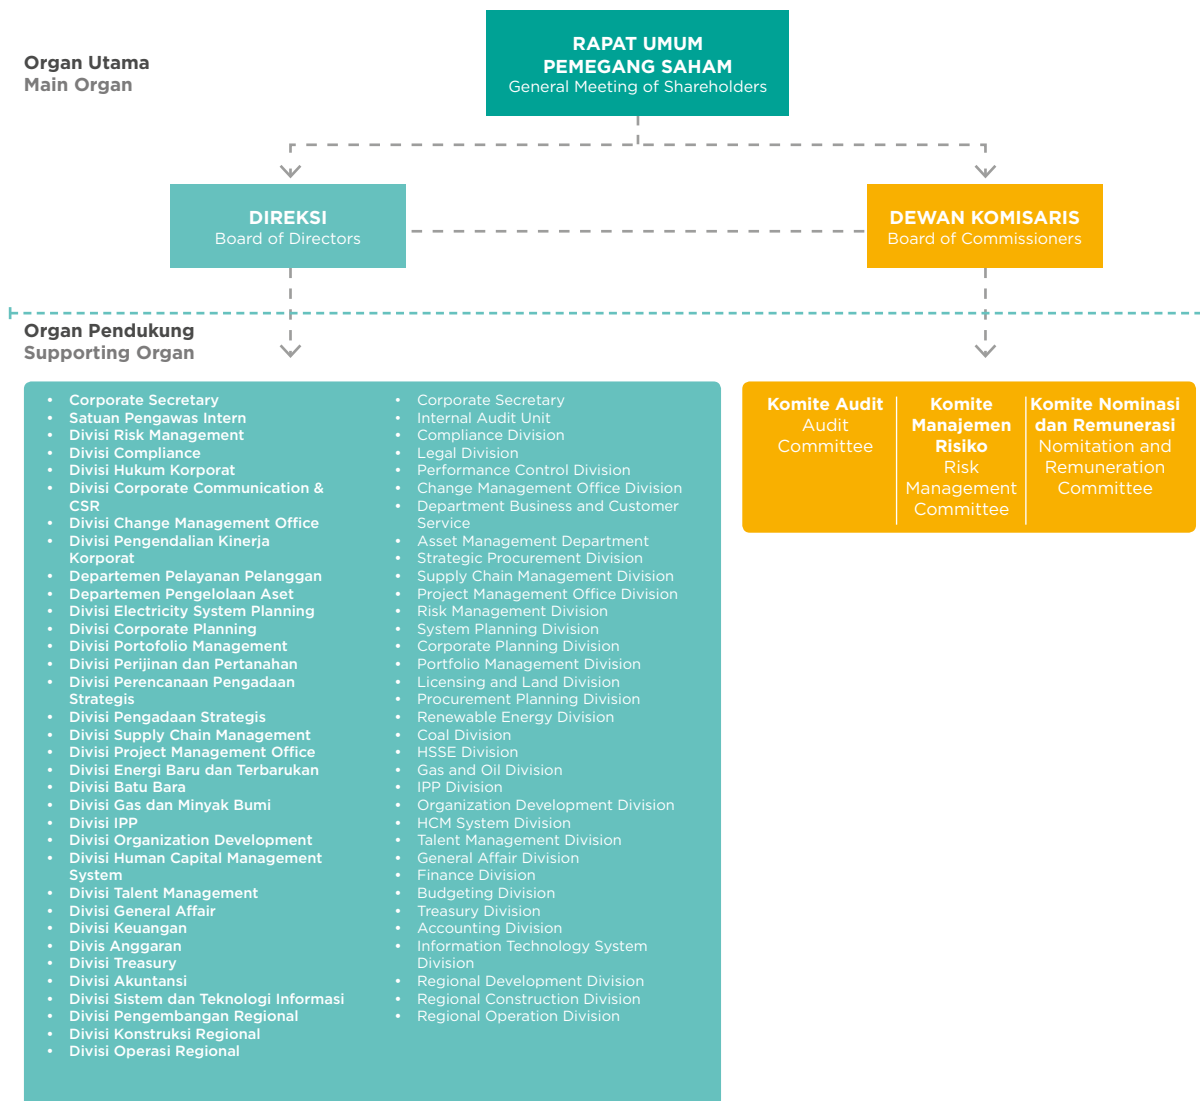 Organ Utama
Main Organ
RAPAT UMUM
PEMEGANG SAHAM
General Meeting of Shareholders
DIREKSI
Board of Directors
DEWAN KOMISARIS
Board of Commissioners
Organ Pendukung
Supporting Organ
• Corporate Secretary
• Satuan Pengawas Intern
• Divisi Risk Management
• Divisi Compliance
• Divisi Hukum Korporat
• Divisi Corporate Communication &
CSR
• Divisi Change Management Office
• Divisi Pengendalian Kinerja
Korporat
• Departemen Pelayanan Pelanggan
• Departemen Pengelolaan Aset
• Divisi Electricity System Planning
• Divisi Corporate Planning
• Divisi Portofolio Management
• Divisi Perijinan dan Pertanahan
• Divisi Perencanaan Pengadaan
Strategis
• Divisi Pengadaan Strategis
• Divisi Supply Chain Management
• Divisi Project Management Office
• Divisi Energi Baru dan Terbarukan
• Divisi Batu Bara
• Divisi Gas dan Minyak Bumi
• Divisi IPP
• Divisi Organization Development
• Divisi Human Capital Management
System
• Divisi Talent Management
• Divisi General Affair
• Divisi Keuangan
• Divis Anggaran
• Divisi Treasury
• Divisi Akuntansi
• Divisi Sistem dan Teknologi Informasi
• Divisi Pengembangan Regional
• Divisi Konstruksi Regional
• Divisi Operasi Regional
• Corporate Secretary
• Internal Audit Unit
• Compliance Division
• Legal Division
• Performance Control Division
• Change Management Office Division
• Department Business and Customer
Service
• Asset Management Department
• Strategic Procurement Division
• Supply Chain Management Division
• Project Management Office Division
• Risk Management Division
• System Planning Division
• Corporate Planning Division
• Portfolio Management Division
• Licensing and Land Division
• Procurement Planning Division
• Renewable Energy Division
• Coal Division
• HSSE Division
• Gas and Oil Division
• IPP Division
• Organization Development Division
• HCM System Division
• Talent Management Division
• General Affair Division
• Finance Division
• Budgeting Division
• Treasury Division
• Accounting Division
• Information Technology System
Division
• Regional Development Division
• Regional Construction Division
• Regional Operation Division
Komite Audit
Audit
Committee
Komite
Manajemen
Risiko
Risk
Management
Committee
Komite Nominasi
dan Remunerasi
Nomitation and
Remuneration
Committee